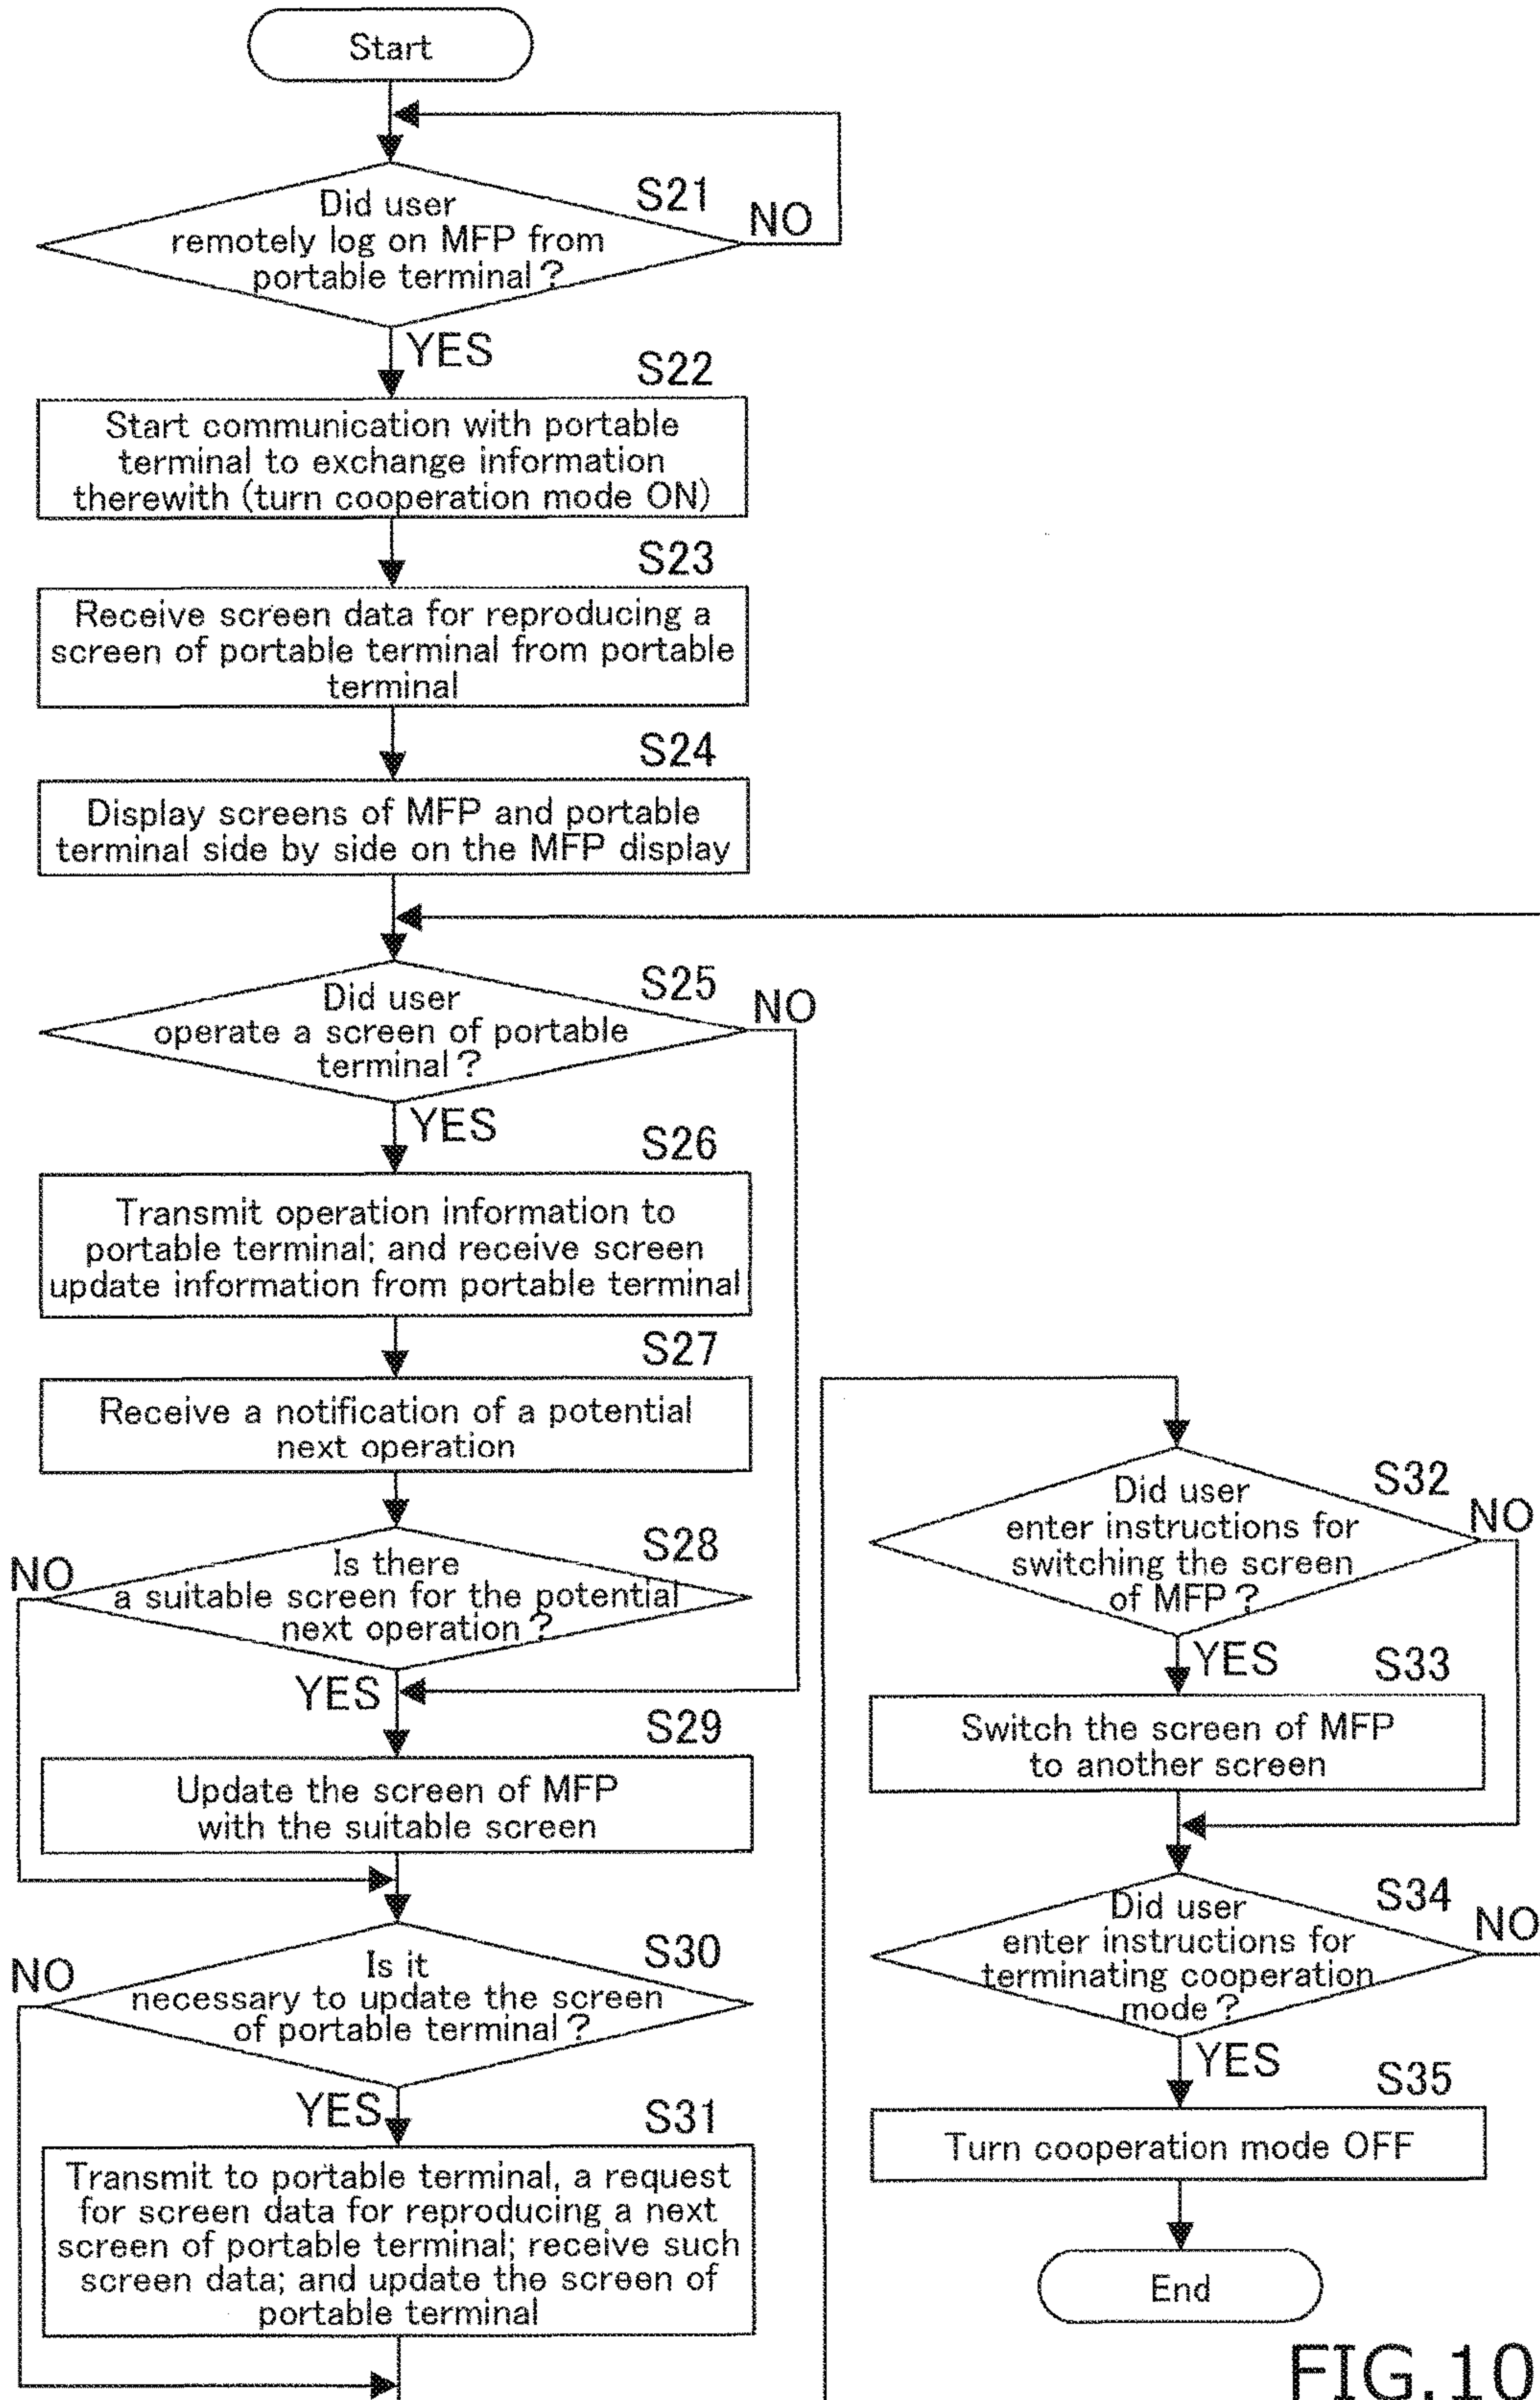 Start
S21
Did user
remotely log on MFP from
portable terminal?
NO
YES
S22
Start communication with portable
terminal to exchange information
therewith (turn cooperation mode ON)
S23
Receive screen data for reproducing a
screen of portable terminal from portable
terminal
S24
Display screens of MFP and portable
terminal side by side on the MFP display
S25
Did user
operate a screen of portable
terminal?
NO
YES
S26
Transmit operation information to
portable terminal; and receive screen
update information from portable terminal
S27
Receive a notification of a potential
next operation
S28
NO
Is there
a suitable screen for the potential
next operation?
YES
S29
Update the screen of MFP
with the suitable screen
S30
NO
Is it
necessary to update the screen
of portable terminal?
YES
S31
Transmit to portable terminal, a request
for screen data for reproducing a next
screen of portable terminal; receive such
screen data; and update the screen of
portable terminal
S32
Did user
enter instructions for
switching the screen
of MFP?
NO
YES
S33
Switch the screen of MFP
to another screen
S34
Did user
enter instructions for
terminating cooperation
mode?
NO
YES
S35
Turn cooperation mode OFF
End
FIG.10